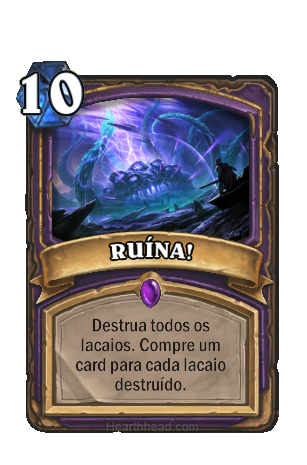 10
RUÍNA!
Destrua todos os
lacaios. Compre um
card para cada lacaio
destruído.
Hearthhead.com